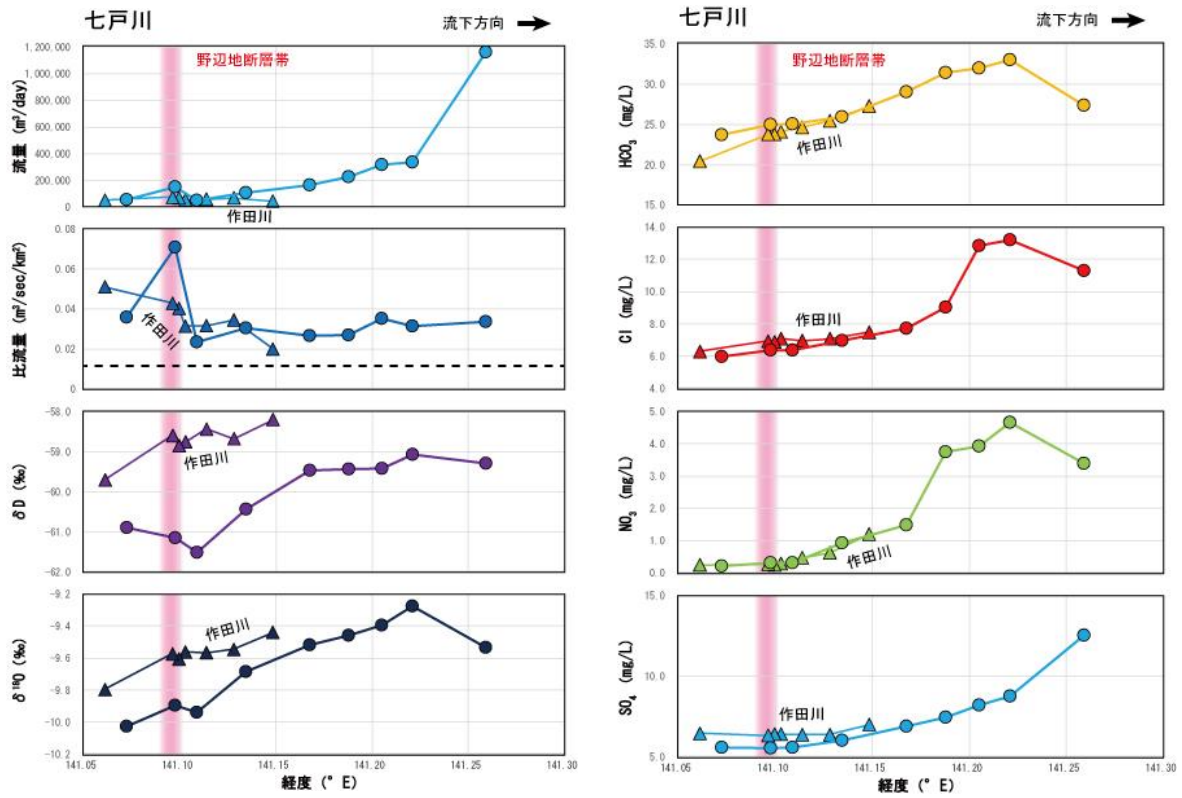 七戸川
流下方向
野辺地断層帯
流量 (m³/day)
1,200,000
1,000,000
800,000
600,000
400,000
200,000
0
作田川
比流量 (m³/sec/km²)
0.08
0.06
0.04
0.02
0
作田川
δD (‰)
-58.0
-59.0
-60.0
-61.0
-62.0
作田川
δ¹⁸O (‰)
-9.2
-9.4
-9.6
-9.8
-10.0
-10.2
作田川
141.05
141.10
141.15
141.20
141.25
141.30
経度 (° E)
七戸川
流下方向
野辺地断層帯
HCO₃ (mg/L)
35.0
30.0
25.0
20.0
15.0
作田川
Cl (mg/L)
14.0
12.0
10.0
8.0
6.0
4.0
作田川
NO₃ (mg/L)
5.0
4.0
3.0
2.0
1.0
0.0
作田川
SO₄ (mg/L)
15.0
10.0
5.0
作田川
141.05
141.10
141.15
141.20
141.25
141.30
経度 (° E)